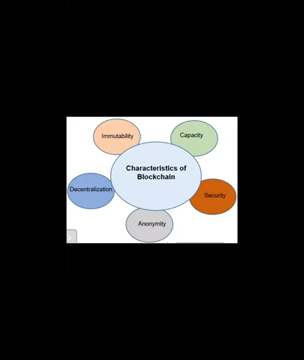 Immutability
Capacity
Characteristics of
Blockchain
Decentralization
Security
Anonymity